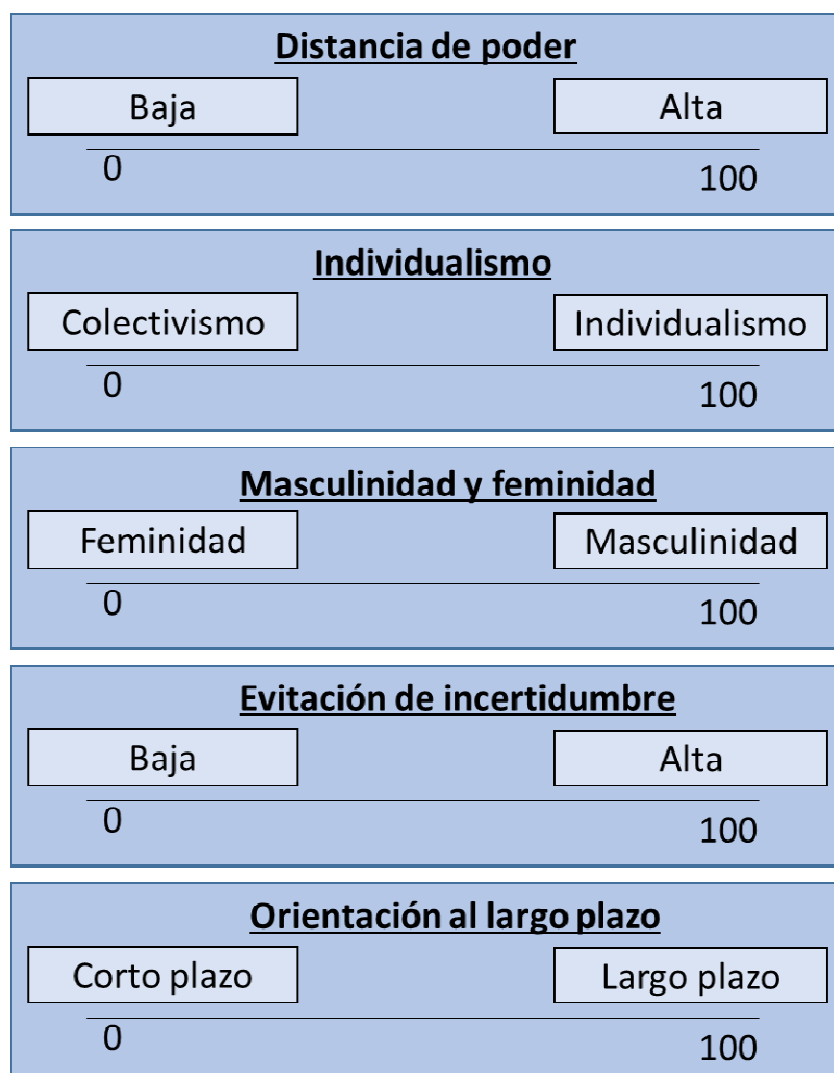 Distancia de poder
Baja Alta
0 100
Individualismo
Colectivismo Individualismo
0 100
Masculinidad y feminidad
Feminidad Masculinidad
0 100
Evitación de incertidumbre
Baja Alta
0 100
Orientación al largo plazo
Corto plazo Largo plazo
0 100